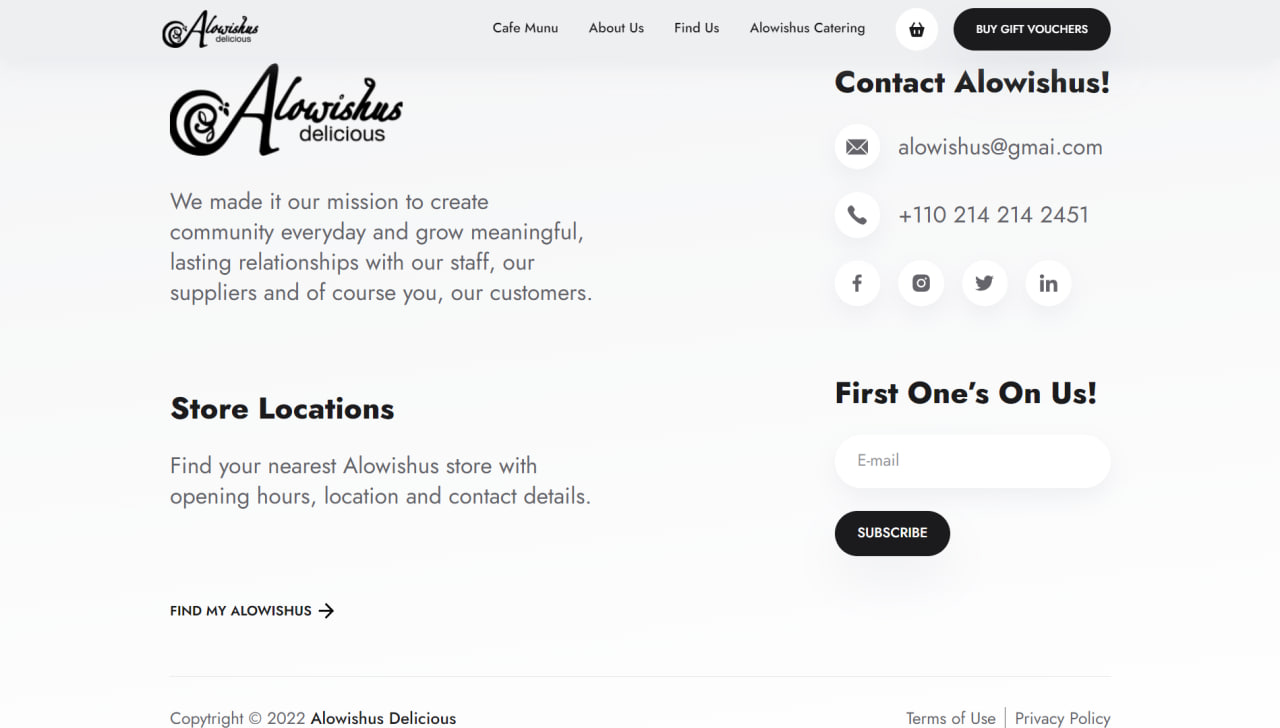 Alowishus
delicious
Cafe Munu
About Us
Find Us
Alowishus Catering
BUY GIFT VOUCHERS
Alowishus
delicious
We made it our mission to create
community everyday and grow meaningful,
lasting relationships with our staff, our
suppliers and of course you, our customers.
Contact Alowishus!
alowishus@gmai.com
+110 214 214 2451
Store Locations
Find your nearest Alowishus store with
opening hours, location and contact details.
FIND MY ALOWISHUS
First One’s On Us!
E-mail
SUBSCRIBE
Copytright © 2022 Alowishus Delicious
Terms of Use
Privacy Policy